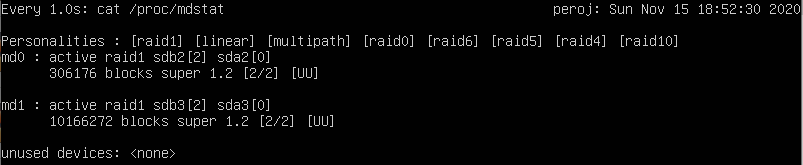 Every 1.0s: cat /proc/mdstat peroj: Sun Nov 15 18:52:30 2020
Personalities : [raid1] [linear] [multipath] [raid0] [raid6] [raid5] [raid4] [raid10]
md0 : active raid1 sdb2[2] sda2[0]
306176 blocks super 1.2 [2/2] [UU]
md1 : active raid1 sdb3[2] sda3[0]
10166272 blocks super 1.2 [2/2] [UU]
unused devices: <none>